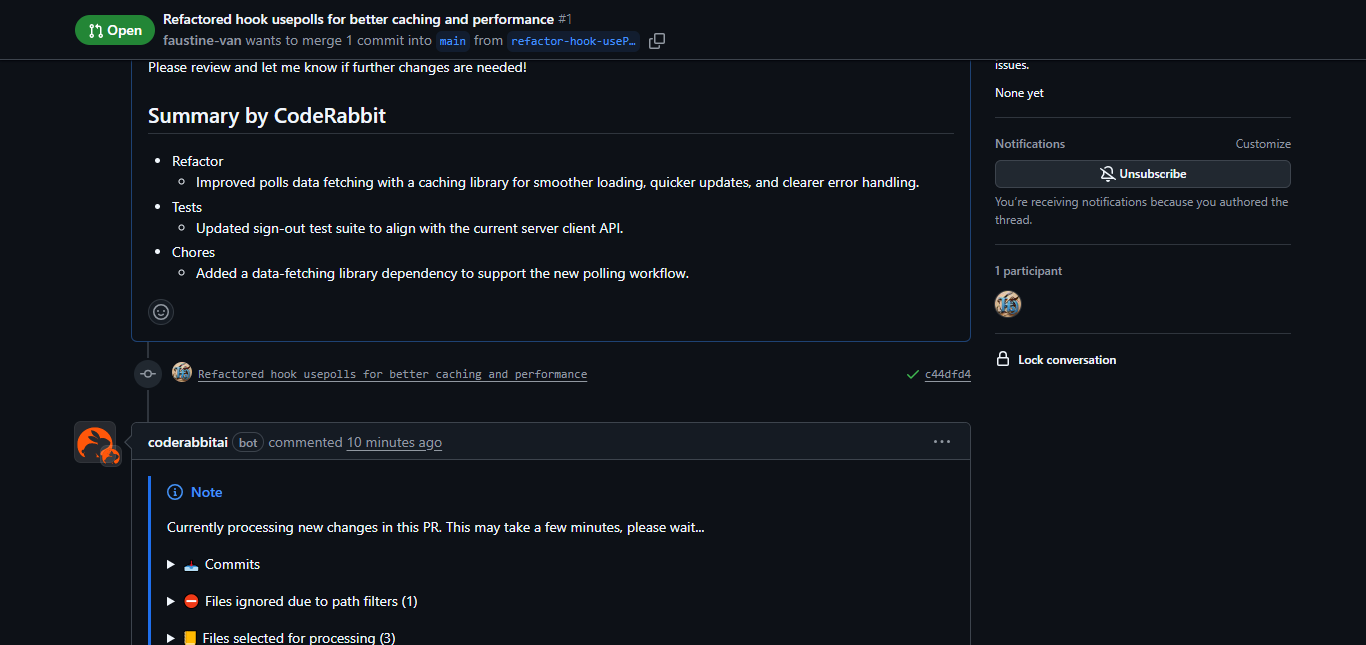 Open
Refactored hook usepolls for better caching and performance #1
faustine-van wants to merge 1 commit into main from refactor-hook-useP…
Please review and let me know if further changes are needed!
Summary by CodeRabbit
Refactor
Improved polls data fetching with a caching library for smoother loading, quicker updates, and clearer error handling.
Tests
Updated sign-out test suite to align with the current server client API.
Chores
Added a data-fetching library dependency to support the new polling workflow.
Refactored hook usepolls for better caching and performance c44dfd4
coderabbitai bot commented 10 minutes ago
Note
Currently processing new changes in this PR. This may take a few minutes, please wait...
Commits
Files ignored due to path filters (1)
Files selected for processing (3)
issues.
None yet
Notifications Customize
Unsubscribe
You're receiving notifications because you authored the
thread.
1 participant
Lock conversation